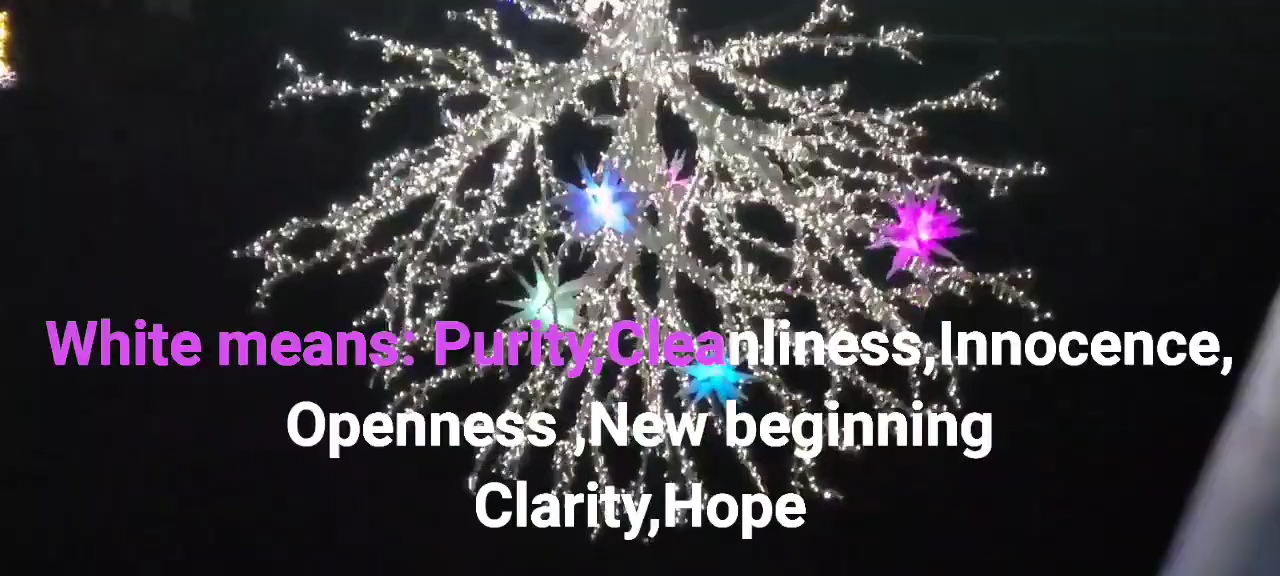 White means: Purity,Cleanliness,Innocence,
Openness ,New beginning
Clarity,Hope